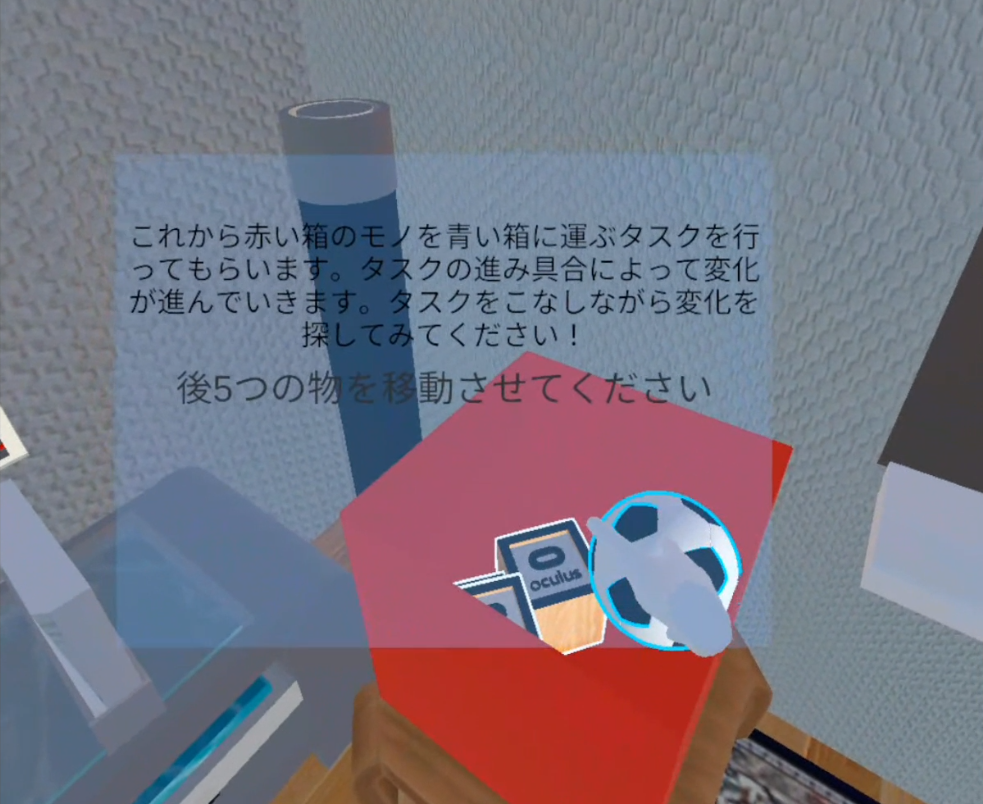 これから赤い箱のモノを青い箱に運ぶタスクを行
ってもらいます。タスクの進み具合によって変化
が進んでいきます。タスクをこなしながら変化を
探してみてください！
後5つの物を移動させてください
oculus